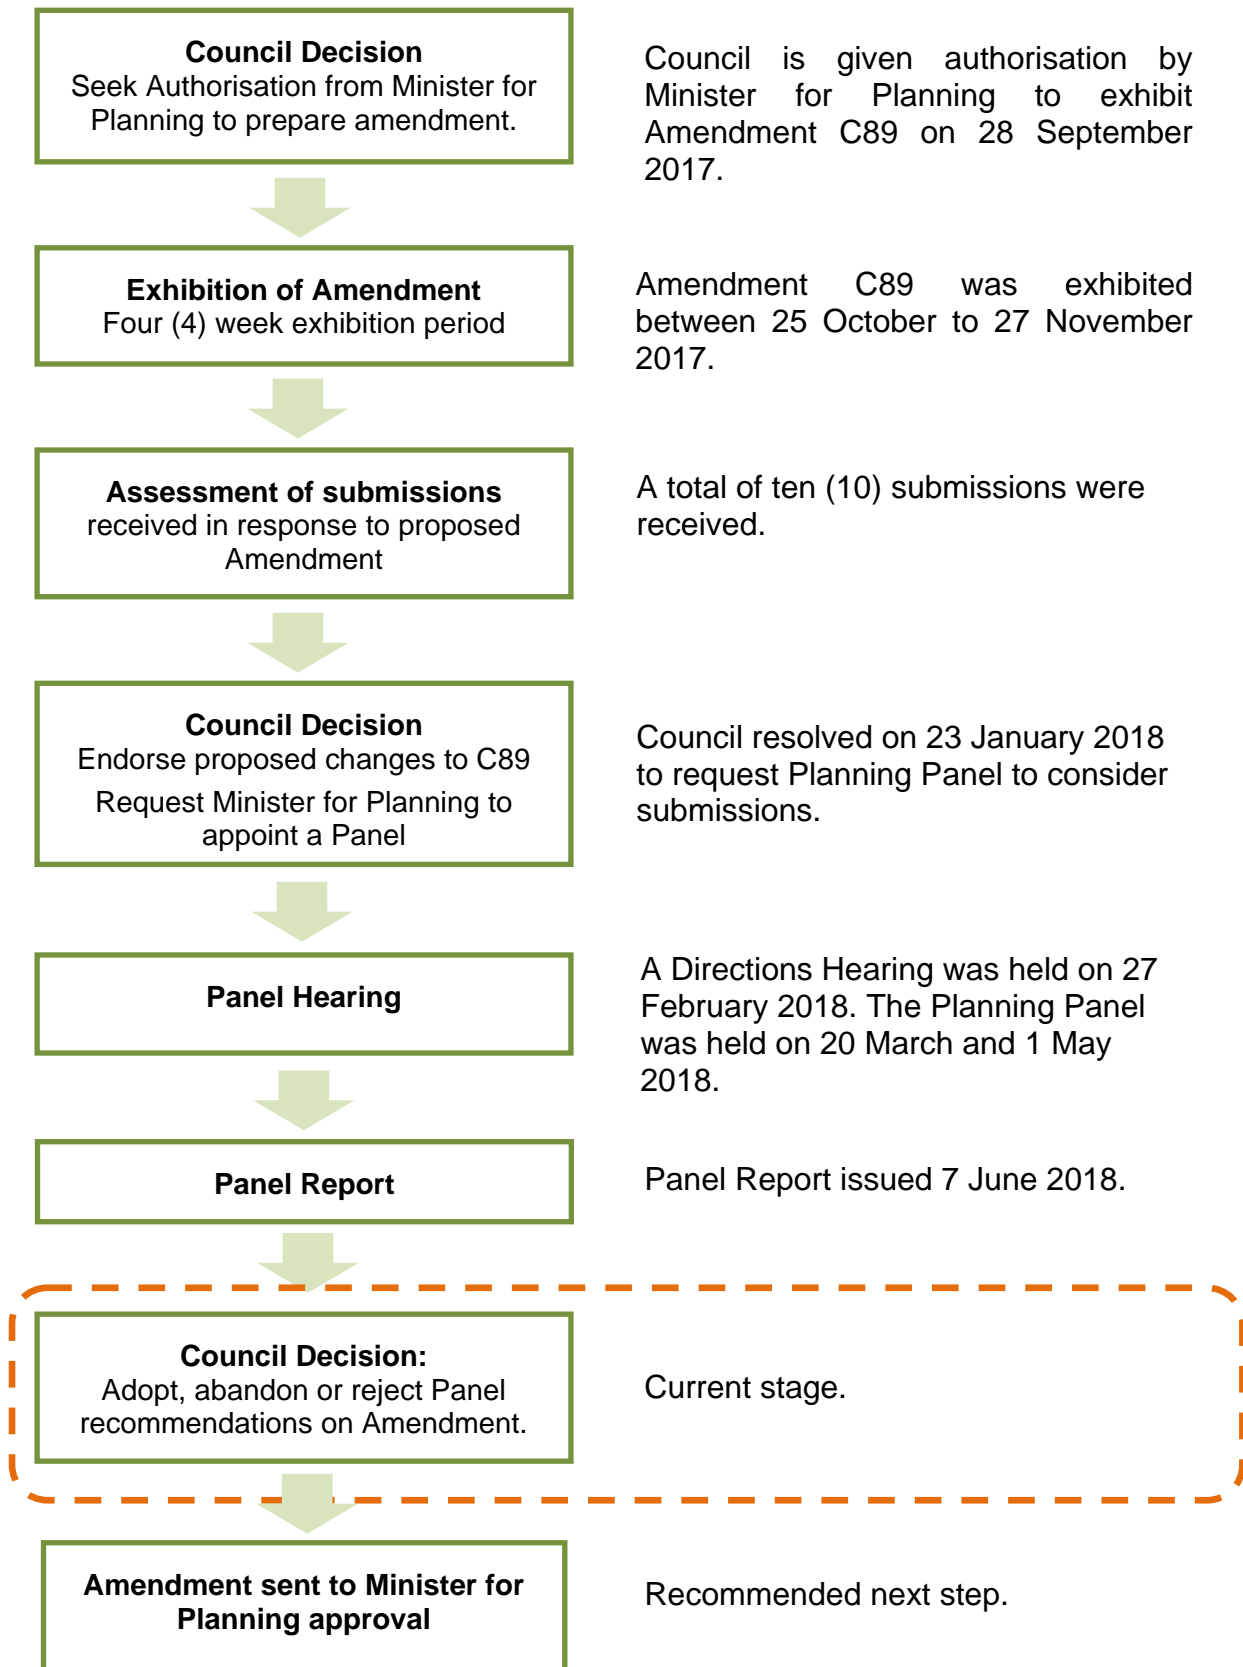 Council Decision
Seek Authorisation from Minister for
Planning to prepare amendment.
Council is given authorisation by
Minister for Planning to exhibit
Amendment C89 on 28 September
2017.
Exhibition of Amendment
Four (4) week exhibition period
Amendment C89 was exhibited
between 25 October to 27 November
2017.
Assessment of submissions
received in response to proposed
Amendment
A total of ten (10) submissions were
received.
Council Decision
Endorse proposed changes to C89
Request Minister for Planning to
appoint a Panel
Council resolved on 23 January 2018
to request Planning Panel to consider
submissions.
Panel Hearing
A Directions Hearing was held on 27
February 2018. The Planning Panel
was held on 20 March and 1 May
2018.
Panel Report
Panel Report issued 7 June 2018.
Council Decision:
Adopt, abandon or reject Panel
recommendations on Amendment.
Current stage.
Amendment sent to Minister for
Planning approval
Recommended next step.